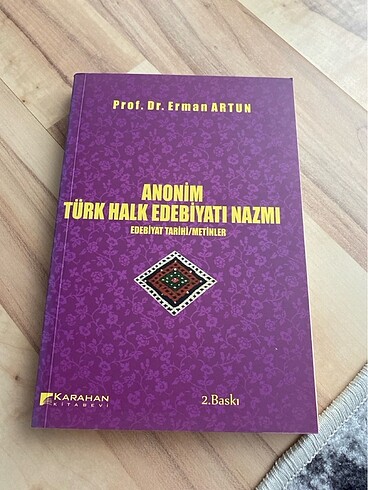 Prof. Dr. Erman ARTUN
ANONİM
TÜRK HALK EDEBİYATI NAZMI
EDEBİYAT TARİHİ/METİNLER
KARAHAN
KİTABEVİ
2.Baskı